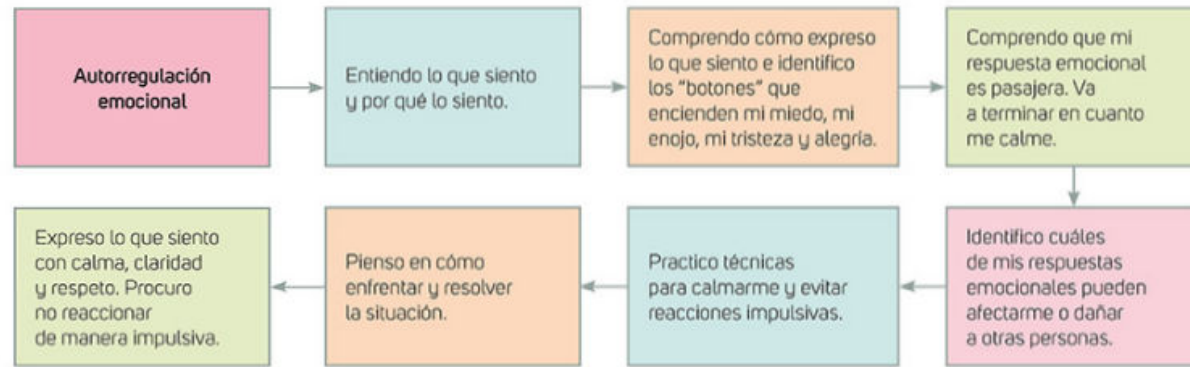 Autorregulación
emocional
Entiendo lo que siento
y por qué lo siento.
Comprendo cómo expreso
lo que siento e identifico
los “botones” que
encienden mi miedo, mi
enojo, mi tristeza y alegría.
Comprendo que mi
respuesta emocional
es pasajera. Va
a terminar en cuanto
me calme.
Identifico cuáles
de mis respuestas
emocionales pueden
afectarme o dañar
a otras personas.
Practico técnicas
para calmarme y evitar
reacciones impulsivas.
Pienso en cómo
enfrentar y resolver
la situación.
Expreso lo que siento
con calma, claridad
y respeto. Procuro
no reaccionar
de manera impulsiva.